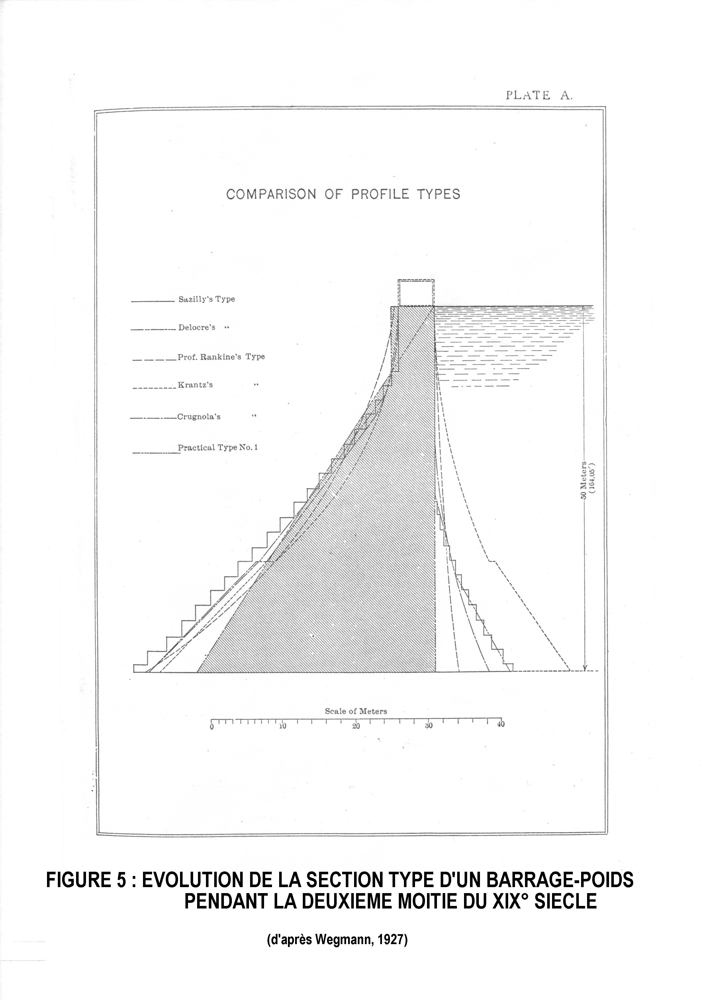 PLATE A.
COMPARISON OF PROFILE TYPES
Sazilly's Type
Delocre's "
Prof. Rankine's Type
Krantz's "
Crugnola's "
Practical Type No. 1
50 Meters
(164.05')
Scale of Meters
0 10 20 30 40
FIGURE 5 : EVOLUTION DE LA SECTION TYPE D'UN BARRAGE-POIDS
PENDANT LA DEUXIEME MOITIE DU XIX° SIECLE
(d'après Wegmann, 1927)